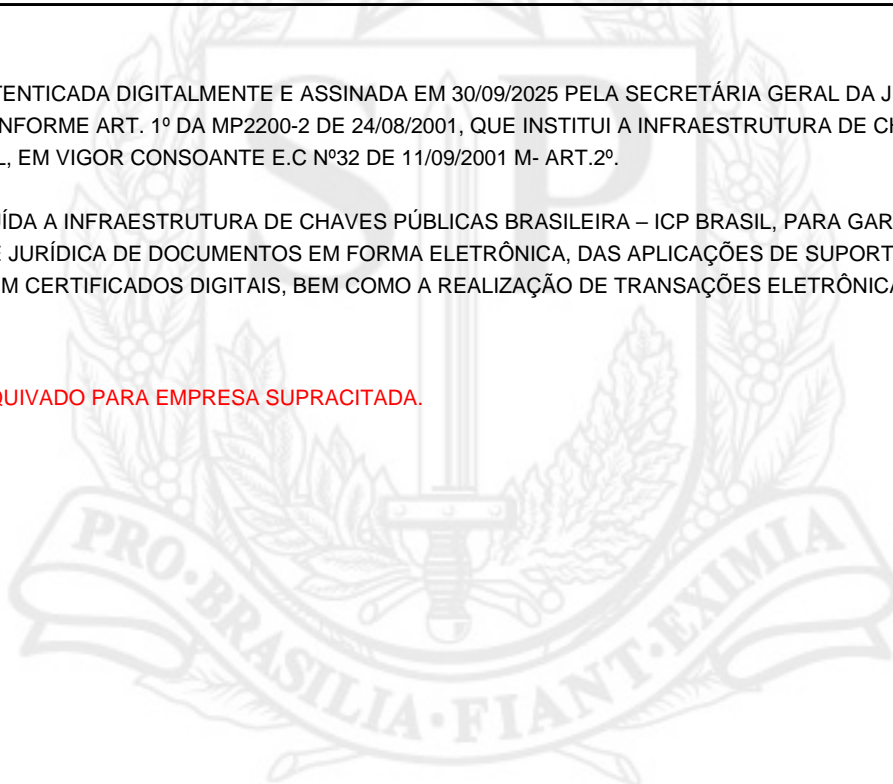 TENTICADA DIGITALMENTE E ASSINADA EM 30/09/2025 PELA SECRETÁRIA GERAL DA J
NFORME ART. 1º DA MP2200-2 DE 24/08/2001, QUE INSTITUI A INFRAESTRUTURA DE CH
L, EM VIGOR CONSOANTE E.C Nº32 DE 11/09/2001 M- ART.2º.
ÍDA A INFRAESTRUTURA DE CHAVES PÚBLICAS BRASILEIRA – ICP BRASIL, PARA GAR
E JURÍDICA DE DOCUMENTOS EM FORMA ELETRÔNICA, DAS APLICAÇÕES DE SUPORT
M CERTIFICADOS DIGITAIS, BEM COMO A REALIZAÇÃO DE TRANSAÇÕES ELETRÔNICA
QUIVADO PARA EMPRESA SUPRACITADA.
SP
PRO·BRASILIA·FIANT·EXIMIA